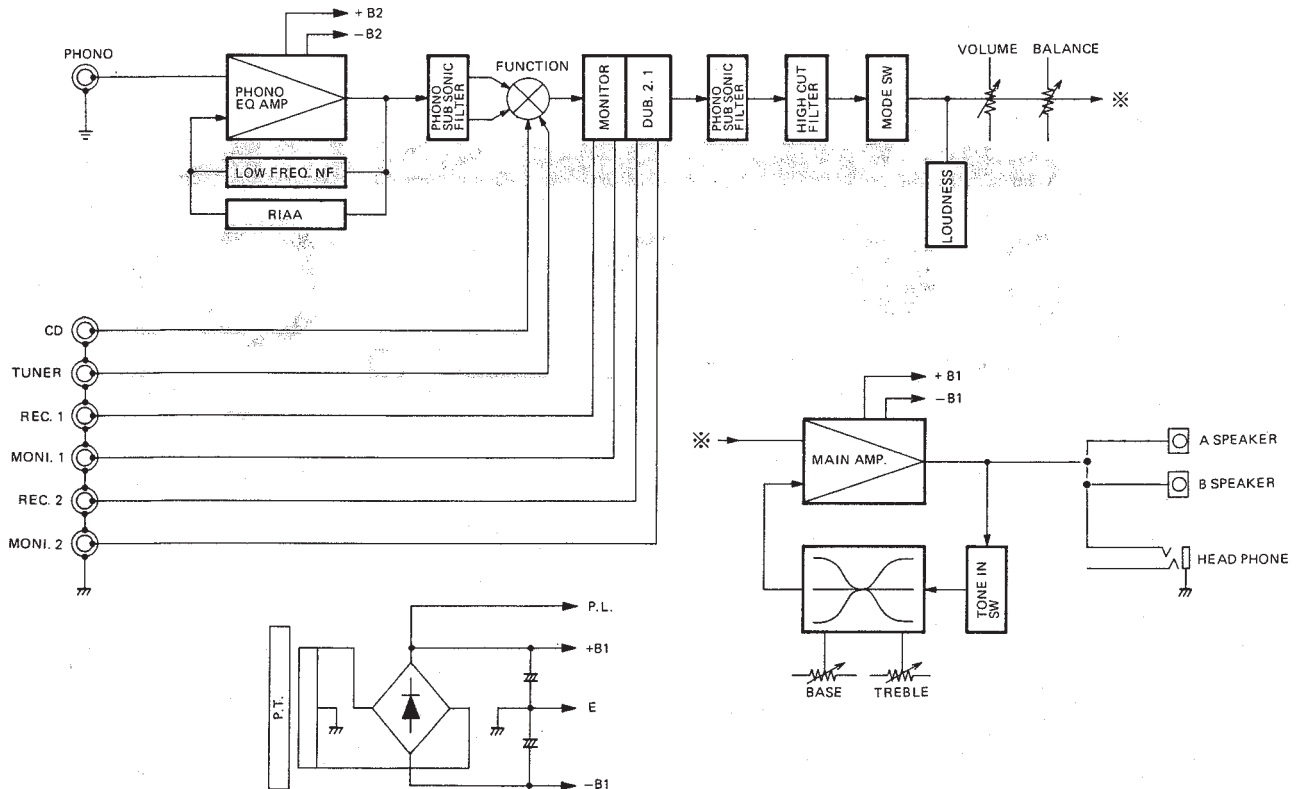 +B2
−B2
PHONO
PHONO
EQ AMP
LOW FREQ. NF
RIAA
PHONO
SUB SONIC
FILTER
FUNCTION
MONITOR
DUB. 2. 1
PHONO
SUB SONIC
FILTER
HIGH CUT
FILTER
MODE SW
LOUDNESS
VOLUME
BALANCE
※
CD
TUNER
REC. 1
MONI. 1
REC. 2
MONI. 2
+B1
−B1
※
MAIN AMP.
A SPEAKER
B SPEAKER
HEAD PHONE
TONE IN
SW
BASE
TREBLE
P.T.
P.L.
+B1
E
−B1